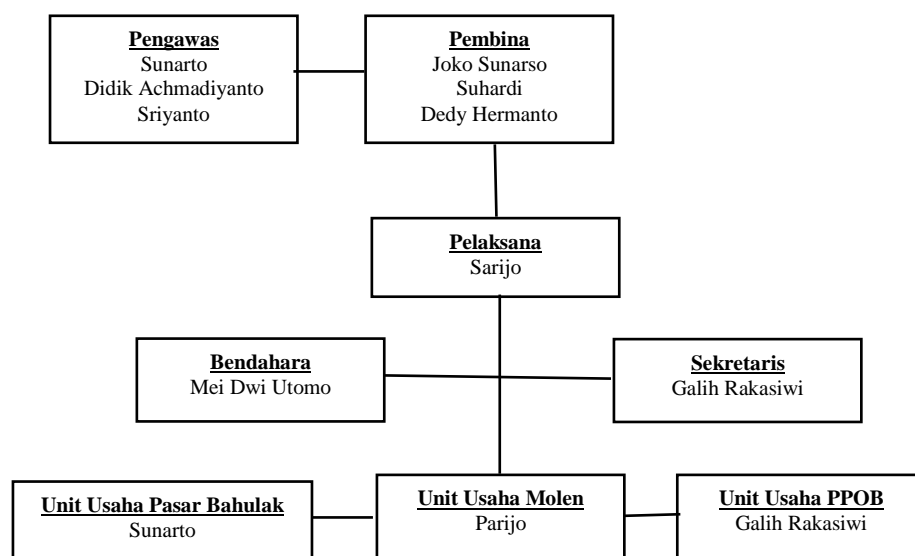 Pengawas
Sunarto
Didik Achmadiyanto
Sriyanto
Pembina
Joko Sunarso
Suhardi
Dedy Hermanto
Pelaksana
Sarijo
Bendahara
Mei Dwi Utomo
Sekretaris
Galih Rakasiwi
Unit Usaha Pasar Bahulak
Sunarto
Unit Usaha Molen
Parijo
Unit Usaha PPOB
Galih Rakasiwi